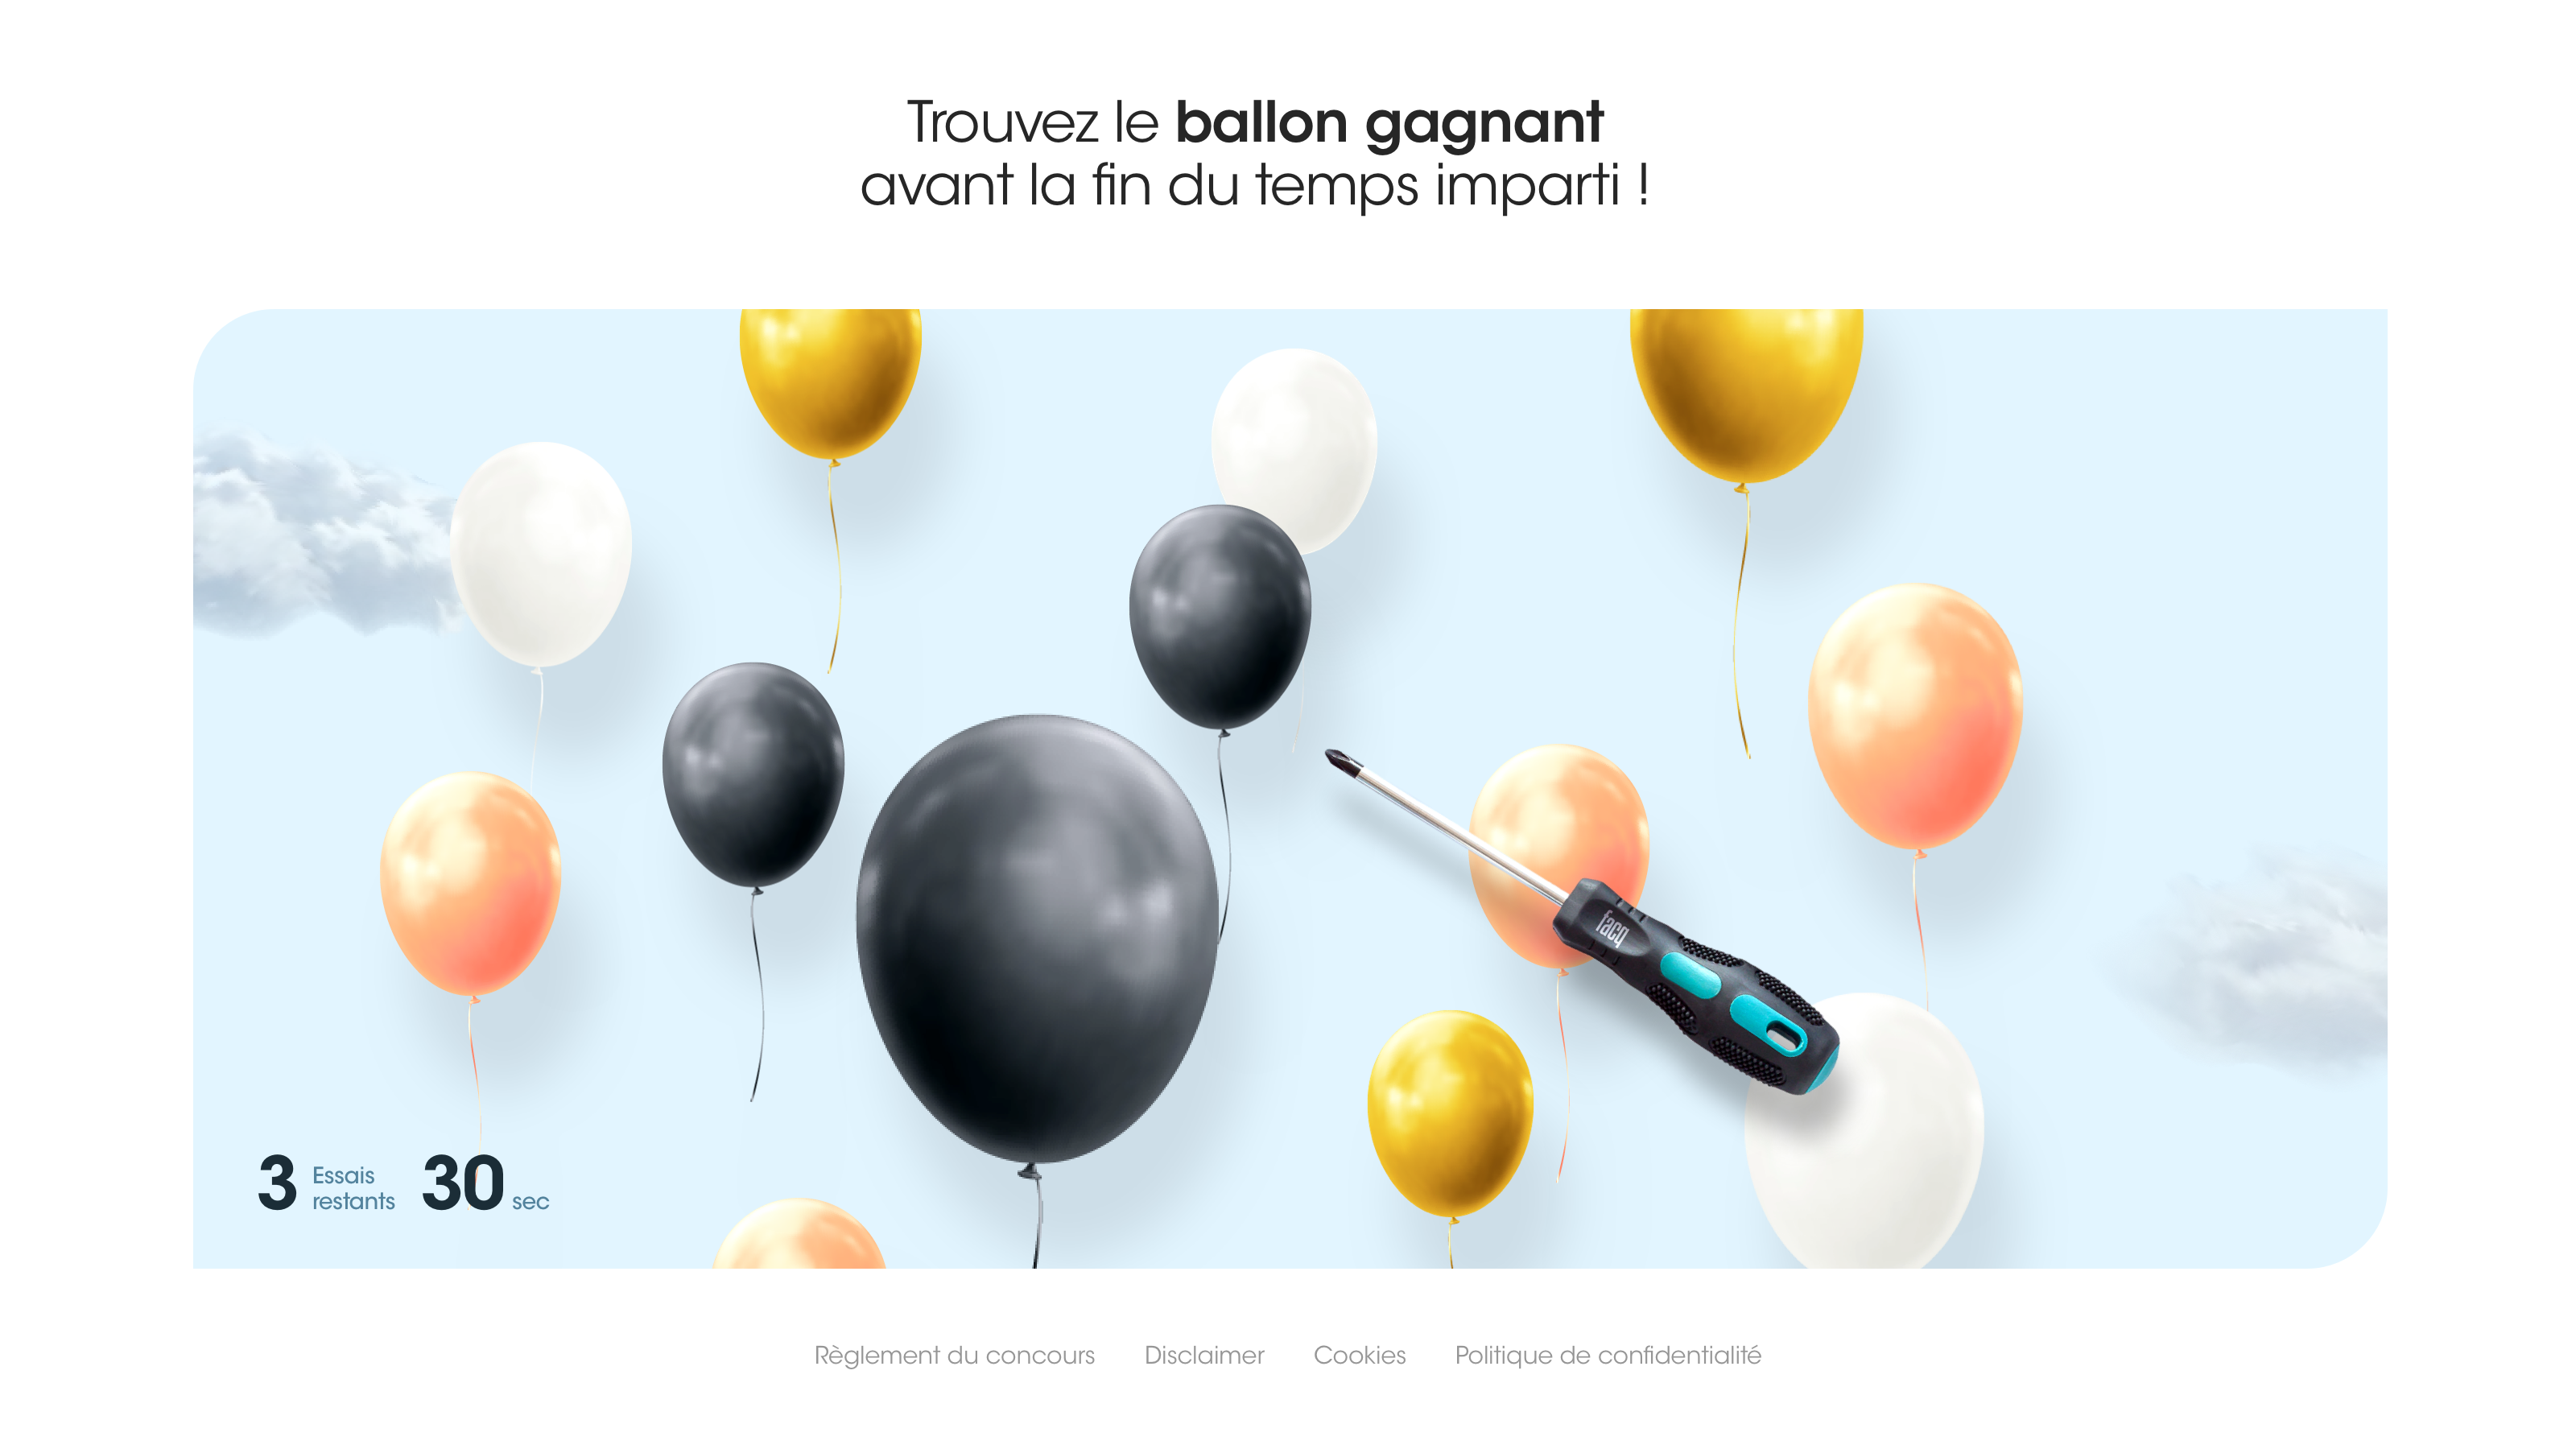 Trouvez le ballon gagnant
avant la fin du temps imparti !
facq
3 Essais restants 30 sec
Règlement du concours Disclaimer Cookies Politique de confidentialité